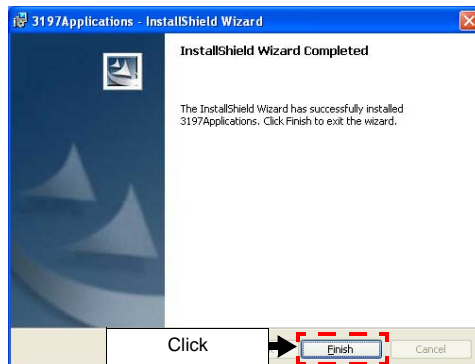 3197Applications - InstallShield Wizard
InstallShield Wizard Completed
The InstallShield Wizard has successfully installed
3197Applications. Click Finish to exit the wizard.
Click
Finish
Cancel